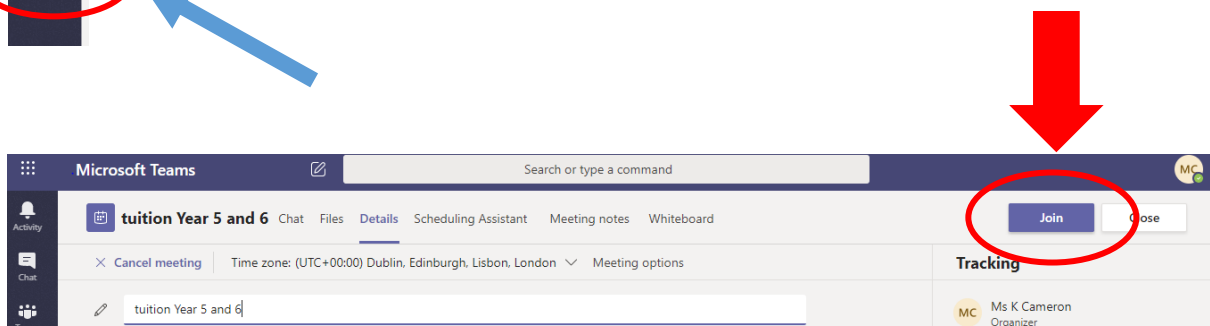 Microsoft Teams Search or type a command MC
Activity tuition Year 5 and 6 Chat Files Details Scheduling Assistant Meeting notes Whiteboard Join Close
Chat Cancel meeting Time zone: (UTC+00:00) Dublin, Edinburgh, Lisbon, London Meeting options Tracking
tuition Year 5 and 6 MC Ms K Cameron
Organizer